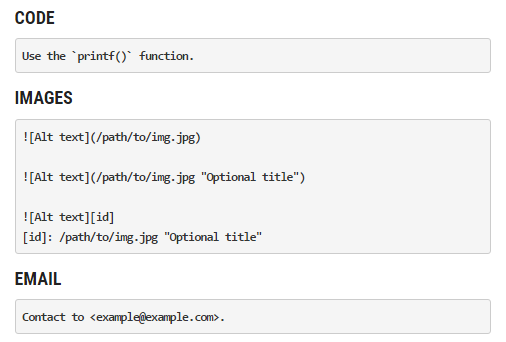 CODE
Use the `printf()` function.
IMAGES
![Alt text](/path/to/img.jpg)
![Alt text](/path/to/img.jpg "Optional title")
![Alt text][id]
[id]: /path/to/img.jpg "Optional title"
EMAIL
Contact to <example@example.com>.